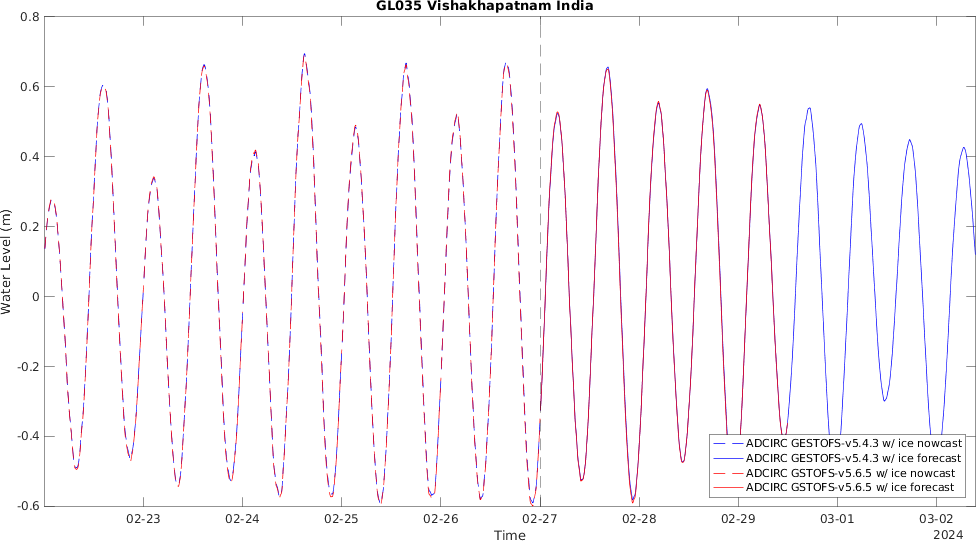 GL035 Vishakhapatnam India
Water Level (m)
0.8
0.6
0.4
0.2
0
-0.2
-0.4
-0.6
ADCIRC GESTOFS-v5.4.3 w/ ice nowcast
ADCIRC GESTOFS-v5.4.3 w/ ice forecast
ADCIRC GSTOFS-v5.6.5 w/ ice nowcast
ADCIRC GSTOFS-v5.6.5 w/ ice forecast
02-23 02-24 02-25 02-26 02-27 02-28 02-29 03-01 03-02
Time
2024